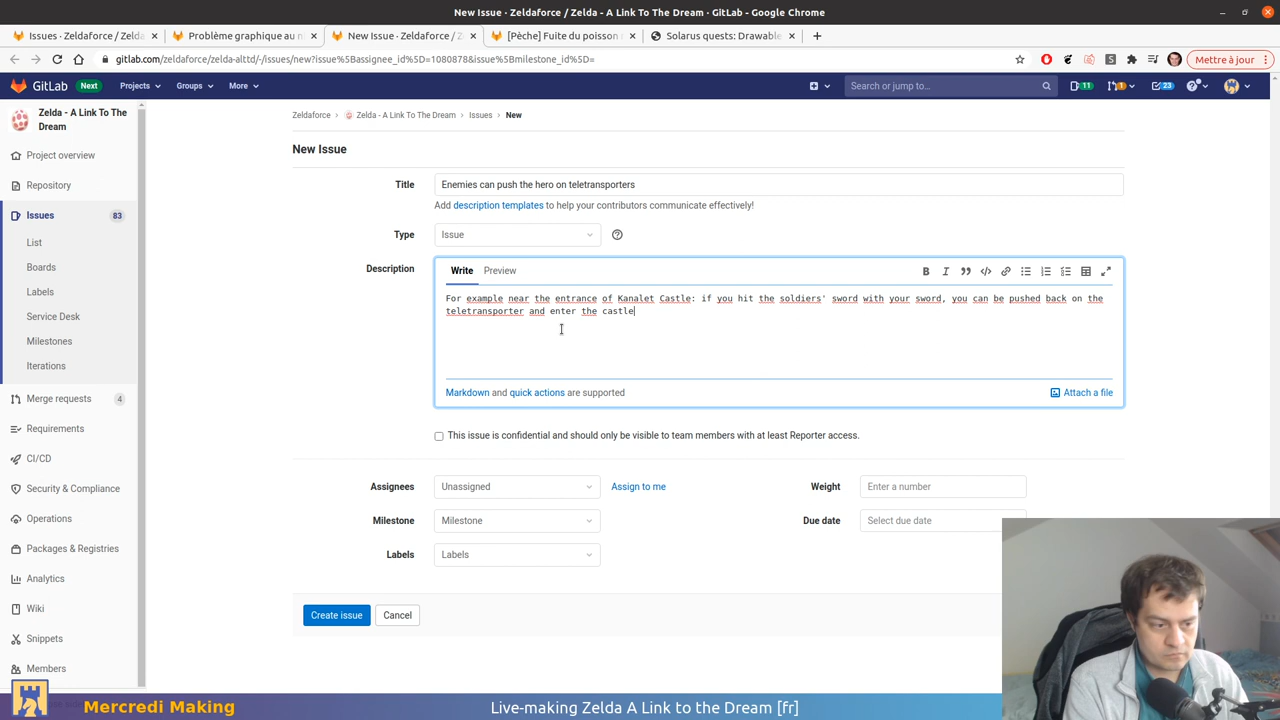 New Issue · Zeldaforce / Zelda - A Link To The Dream · GitLab - Google Chrome
Issues · Zeldaforce / Zelda
Problème graphique au n
New Issue · Zeldaforce / Ze
[Pèche] Fuite du poisson r
Solarus quests: Drawable
gitlab.com/zeldaforce/zelda-alttd/-/issues/new?issue%5Bassignee_id%5D=1080878&issue%5Bmilestone_id%5D=
Mettre à jour
GitLab
Next
Projects
Groups
More
Search or jump to...
11
1
23
Zelda - A Link To The Dream
Project overview
Repository
Issues 83
List
Boards
Labels
Service Desk
Milestones
Iterations
Merge requests 4
Requirements
CI/CD
Security & Compliance
Operations
Packages & Registries
Analytics
Wiki
Snippets
Members
Zeldaforce > Zelda - A Link To The Dream > Issues > New
New Issue
Title
Enemies can push the hero on teletransporters
Add description templates to help your contributors communicate effectively!
Type
Issue
Description
Write
Preview
For example near the entrance of Kanalet Castle: if you hit the soldiers' sword with your sword, you can be pushed back on the
teletransporter and enter the castle
Markdown and quick actions are supported
Attach a file
This issue is confidential and should only be visible to team members with at least Reporter access.
Assignees
Unassigned
Assign to me
Weight
Enter a number
Milestone
Milestone
Due date
Select due date
Labels
Labels
Create issue
Cancel
Mercredi Making
Live-making Zelda A Link to the Dream [fr]